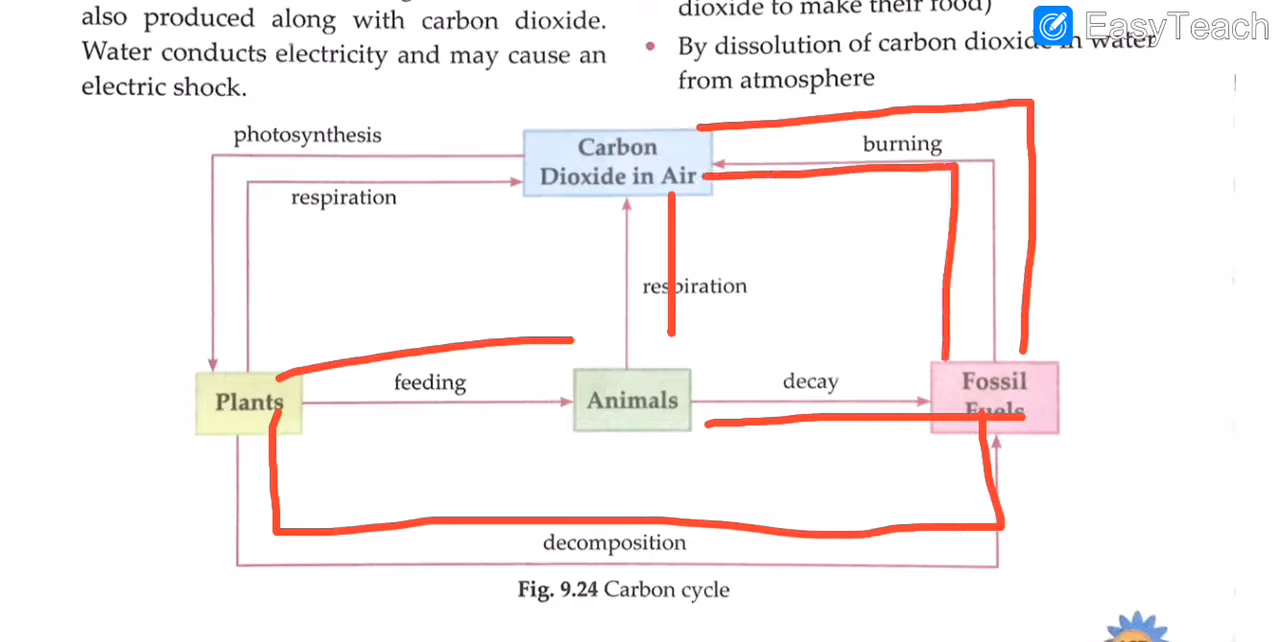 also produced along with carbon dioxide.
Water conducts electricity and may cause an
electric shock.
dioxide to make their food)
• By dissolution of carbon dioxide in water
from atmosphere
EasyTeach
photosynthesis
respiration
Carbon
Dioxide in Air
burning
respiration
Plants
feeding
Animals
decay
Fossil
Fuels
decomposition
Fig. 9.24 Carbon cycle